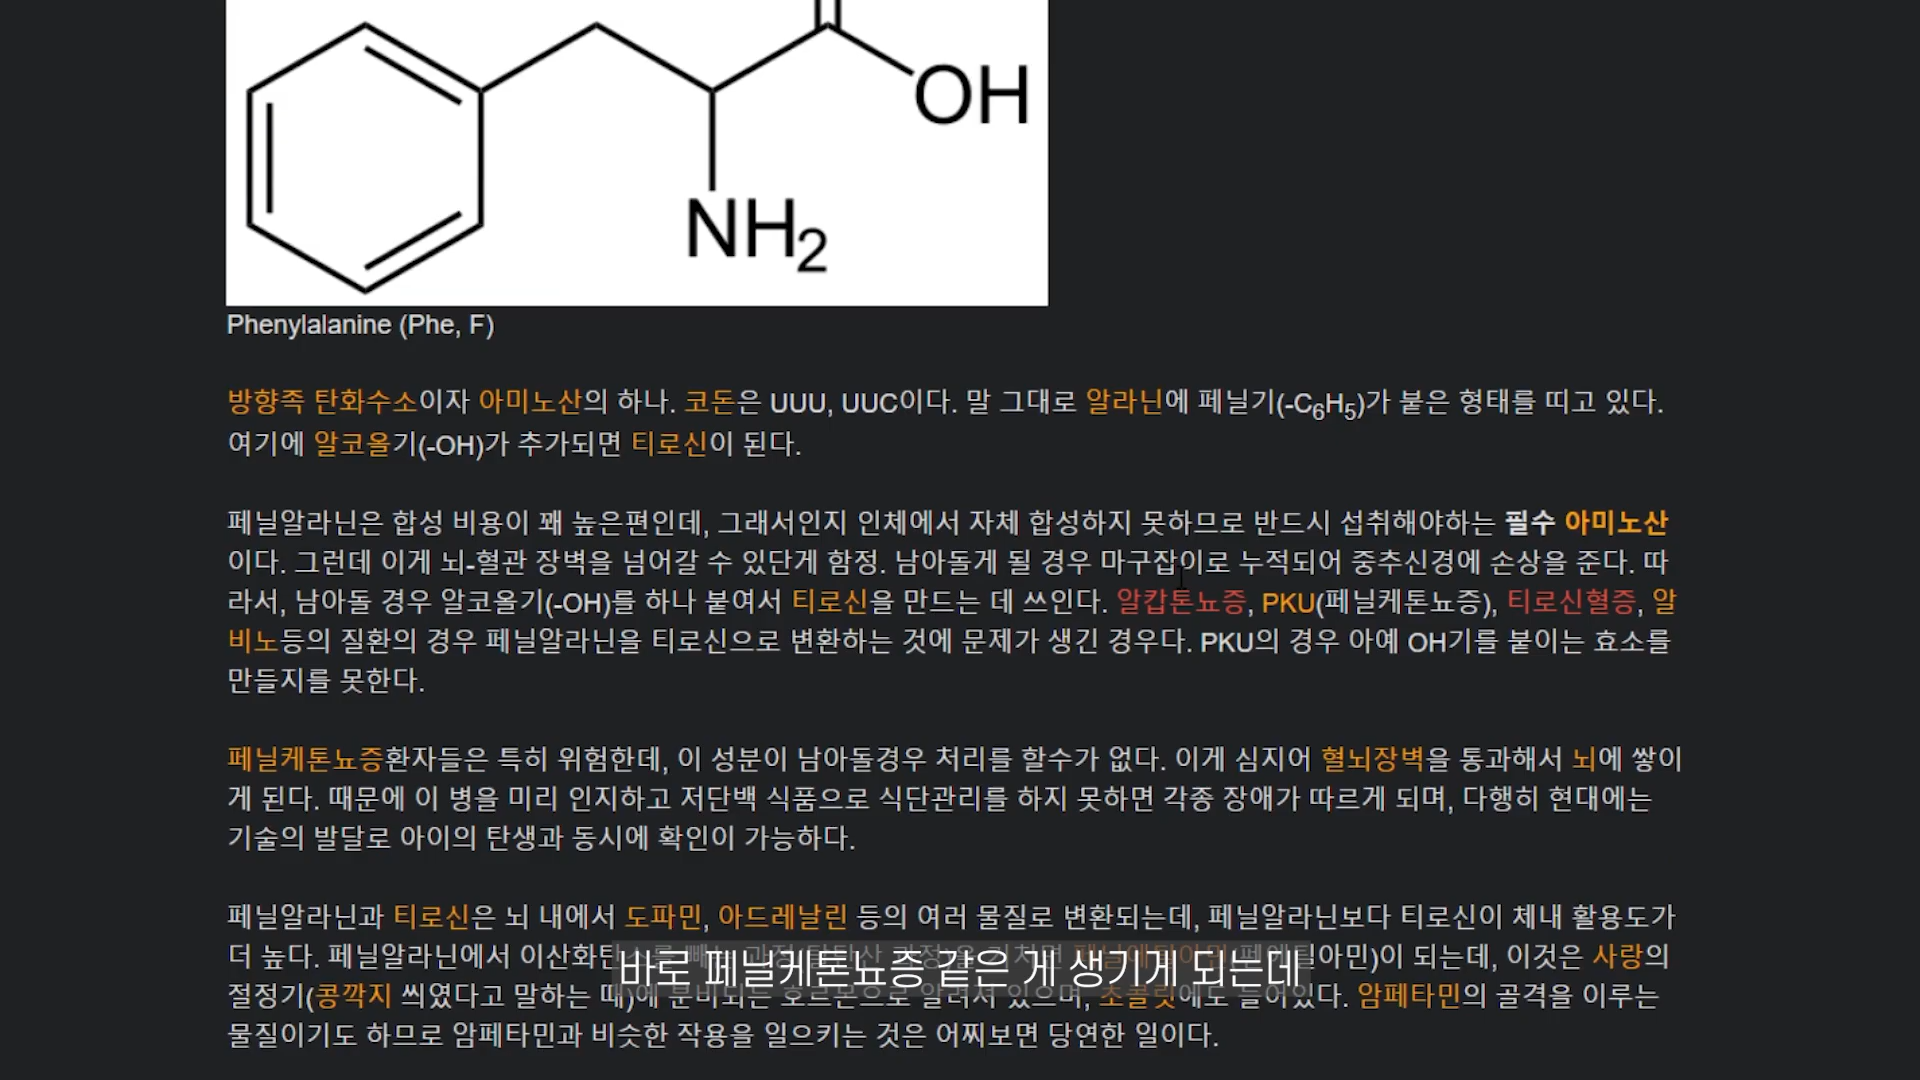 OH
NH2
Phenylalanine (Phe, F)
방향족 탄화수소이자 아미노산의 하나. 코돈은 UUU, UUC이다. 말 그대로 알라닌에 페닐기(-C6H5)가 붙은 형태를 띠고 있다.
여기에 알코올기(-OH)가 추가되면 티로신이 된다.
페닐알라닌은 합성 비용이 꽤 높은편인데, 그래서인지 인체에서 자체 합성하지 못하므로 반드시 섭취해야하는 필수 아미노산
이다. 그런데 이게 뇌-혈관 장벽을 넘어갈 수 있단게 함정. 남아돌게 될 경우 마구잡이로 누적되어 중추신경에 손상을 준다. 따
라서, 남아돌 경우 알코올기(-OH)를 하나 붙여서 티로신을 만드는 데 쓰인다. 알캅톤뇨증, PKU(페닐케톤뇨증), 티로신혈증, 알
비노등의 질환의 경우 페닐알라닌을 티로신으로 변환하는 것에 문제가 생긴 경우다. PKU의 경우 아예 OH기를 붙이는 효소를
만들지를 못한다.
페닐케톤뇨증환자들은 특히 위험한데, 이 성분이 남아돌경우 처리를 할수가 없다. 이게 심지어 혈뇌장벽을 통과해서 뇌에 쌓이
게 된다. 때문에 이 병을 미리 인지하고 저단백 식품으로 식단관리를 하지 못하면 각종 장애가 따르게 되며, 다행히 현대에는
기술의 발달로 아이의 탄생과 동시에 확인이 가능하다.
페닐알라닌과 티로신은 뇌 내에서 도파민, 아드레날린 등의 여러 물질로 변환되는데, 페닐알라닌보다 티로신이 체내 활용도가
더 높다. 페닐알라닌에서 이산화탄소를 빼는 과정 되는데, 이것은 사랑의
바로 페닐케톤뇨증 같은 게 생기게 되는데
절정기(콩깍지 씌였다고 말하는 때)에 분비되는 호르몬으로 알려져 있으며, 초콜릿에도 들어있다. 암페타민의 골격을 이루는
물질이기도 하므로 암페타민과 비슷한 작용을 일으키는 것은 어찌보면 당연한 일이다.